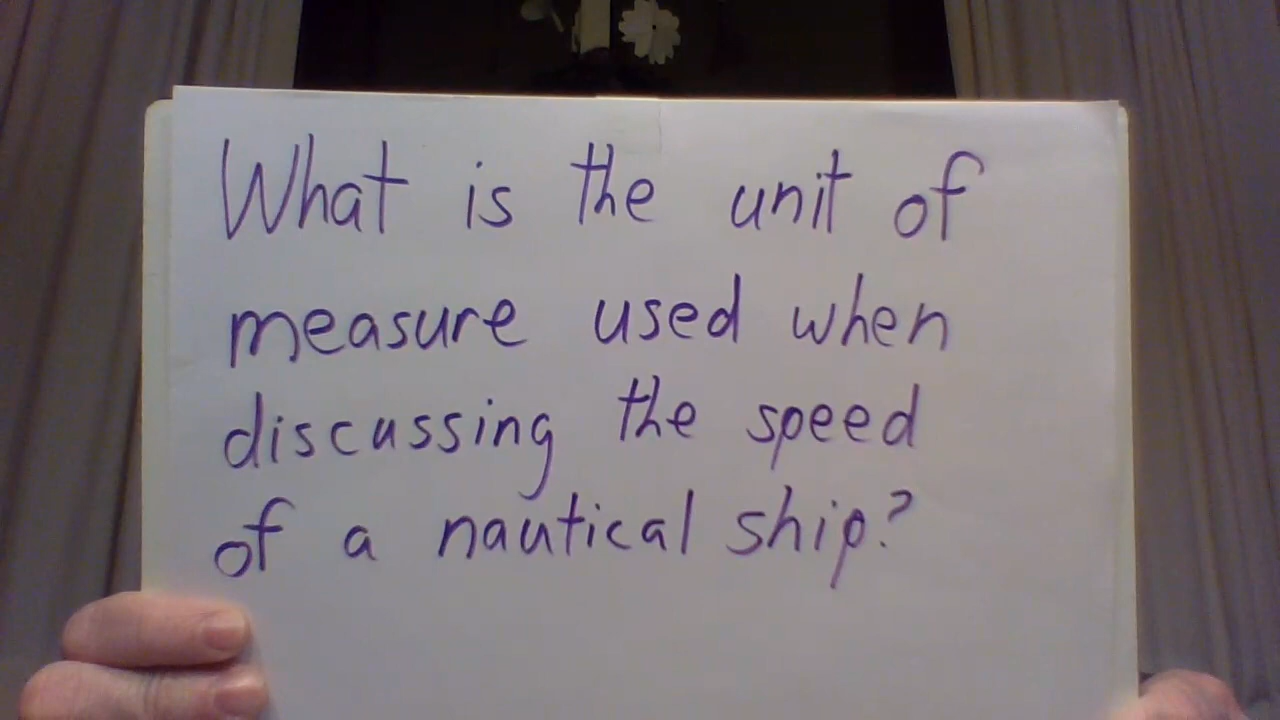 What is the unit of
measure used when
discussing the speed
of a nautical ship?